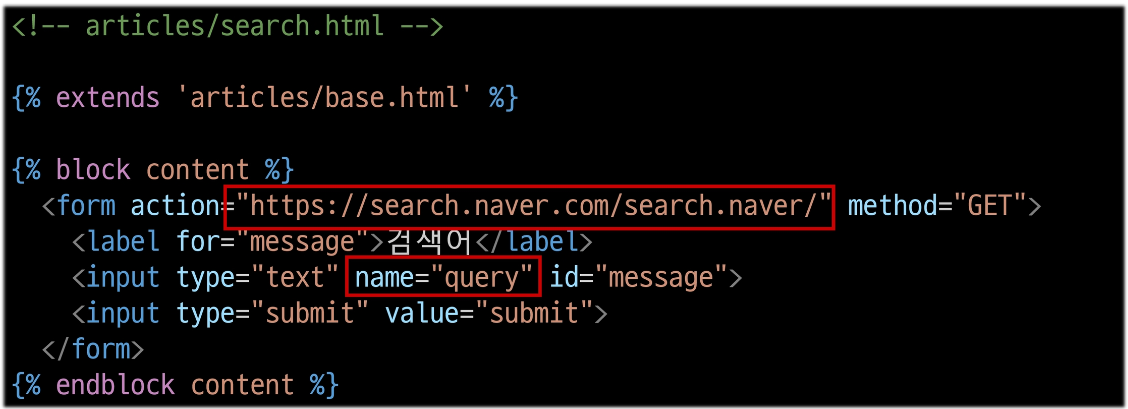 <!-- articles/search.html -->
{% extends 'articles/base.html' %}
{% block content %}
<form action="https://search.naver.com/search.naver/" method="GET">
<label for="message">검색어</label>
<input type="text" name="query" id="message">
<input type="submit" value="submit">
</form>
{% endblock content %}